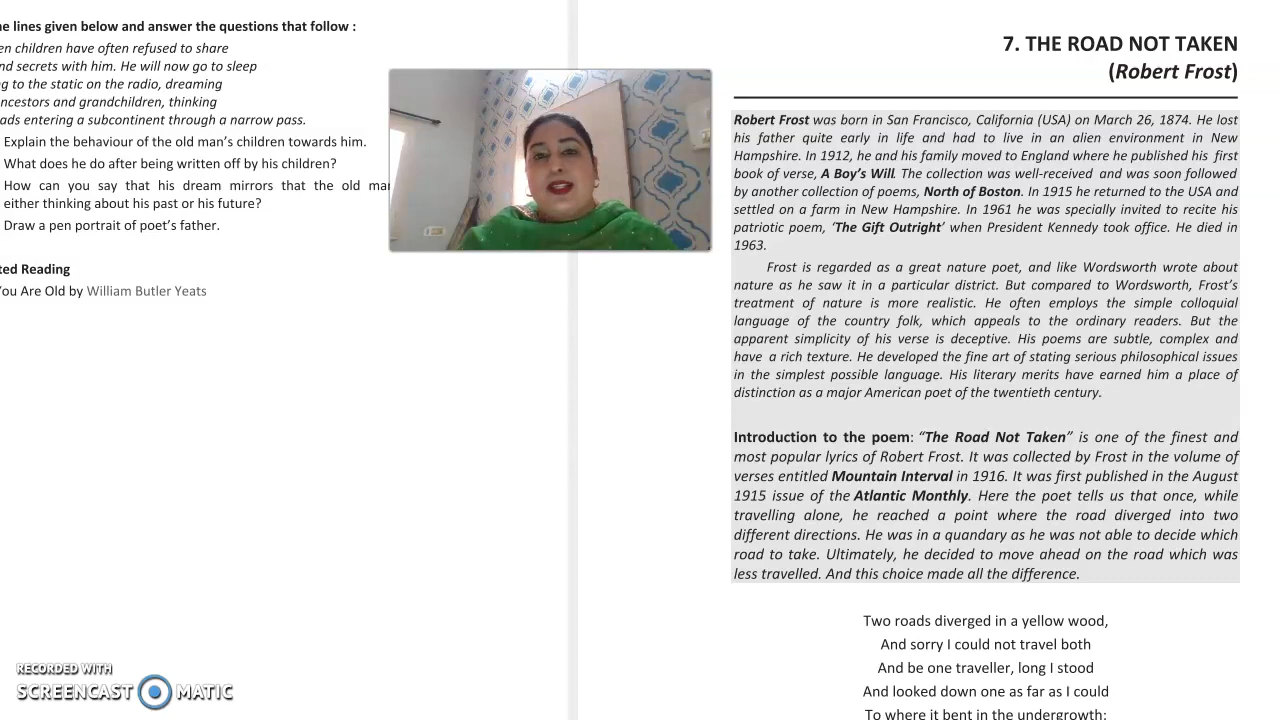 ne lines given below and answer the questions that follow :
en children have often refused to share
nd secrets with him. He will now go to sleep
g to the static on the radio, dreaming
ncestors and grandchildren, thinking
ads entering a subcontinent through a narrow pass.
Explain the behaviour of the old man's children towards him.
What does he do after being written off by his children?
How can you say that his dream mirrors that the old man
either thinking about his past or his future?
Draw a pen portrait of poet's father.
ted Reading
You Are Old by William Butler Yeats
RECORDED WITH
SCREENCAST MATIC
7. THE ROAD NOT TAKEN
(Robert Frost)
Robert Frost was born in San Francisco, California (USA) on March 26, 1874. He lost
his father quite early in life and had to live in an alien environment in New
Hampshire. In 1912, he and his family moved to England where he published his first
book of verse, A Boy's Will. The collection was well-received and was soon followed
by another collection of poems, North of Boston. In 1915 he returned to the USA and
settled on a farm in New Hampshire. In 1961 he was specially invited to recite his
patriotic poem, 'The Gift Outright' when President Kennedy took office. He died in
1963.
Frost is regarded as a great nature poet, and like Wordsworth wrote about
nature as he saw it in a particular district. But compared to Wordsworth, Frost's
treatment of nature is more realistic. He often employs the simple colloquial
language of the country folk, which appeals to the ordinary readers. But the
apparent simplicity of his verse is deceptive. His poems are subtle, complex and
have a rich texture. He developed the fine art of stating serious philosophical issues
in the simplest possible language. His literary merits have earned him a place of
distinction as a major American poet of the twentieth century.
Introduction to the poem: "The Road Not Taken" is one of the finest and
most popular lyrics of Robert Frost. It was collected by Frost in the volume of
verses entitled Mountain Interval in 1916. It was first published in the August
1915 issue of the Atlantic Monthly. Here the poet tells us that once, while
travelling alone, he reached a point where the road diverged into two
different directions. He was in a quandary as he was not able to decide which
road to take. Ultimately, he decided to move ahead on the road which was
less travelled. And this choice made all the difference.
Two roads diverged in a yellow wood,
And sorry I could not travel both
And be one traveller, long I stood
And looked down one as far as I could
To where it bent in the undergrowth;